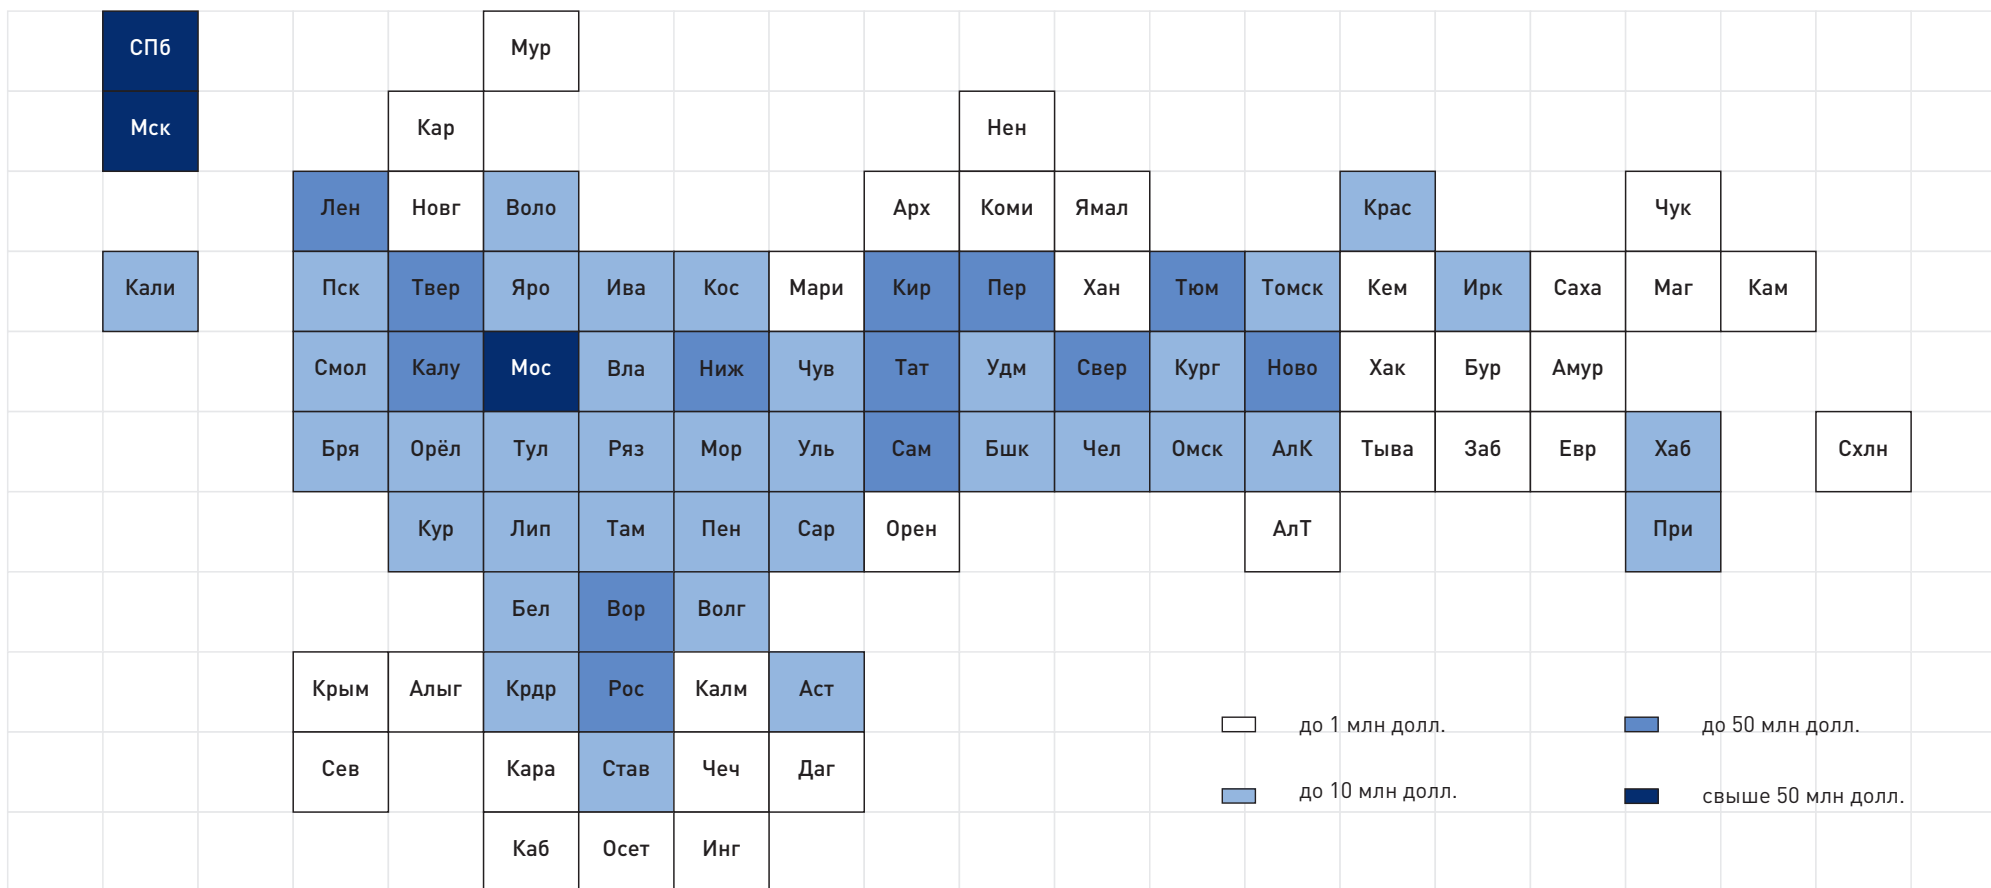 СПб Мур
Мск Кар Нен
Лен Новг Воло Арх Коми Ямал Крас Чук
Кали Пск Твер Яро Ива Кос Мари Кир Пер Хан Тюм Томск Кем Ирк Саха Маг Кам
Смол Калу Мос Вла Ниж Чув Тат Удм Свер Кург Ново Хак Бур Амур
Бря Орёл Тул Ряз Мор Уль Сам Бшк Чел Омск АлК Тыва Заб Евр Хаб Схлн
Кур Лип Там Пен Сар Орен АлТ При
Бел Вор Волг
Крым Алыг Крдр Рос Калм Аст
до 1 млн долл. до 50 млн долл.
Сев Кара Став Чеч Даг
до 10 млн долл. свыше 50 млн долл.
Каб Осет Инг